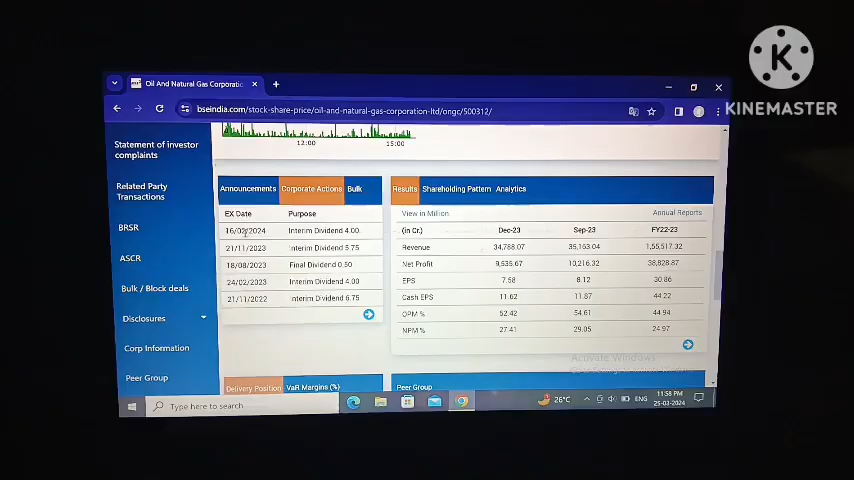 KINEMASTER
Oil And Natural Gas Corporatic
bseindia.com/stock-share-price/oil-and-natural-gas-corporation-ltd/ongc/500312/
12:00 15:00
Statement of investor
complaints
Related Party
Transactions
BRSR
ASCR
Bulk / Block deals
Disclosures
Corp Information
Peer Group
Announcements Corporate Actions Bulk
EX Date Purpose
16/02/2024 Interim Dividend 4.00
21/11/2023 Interim Dividend 5.75
18/08/2023 Final Dividend 0.50
24/02/2023 Interim Dividend 4.00
21/11/2022 Interim Dividend 6.75
Results Shareholding Pattern Analytics
View in Million Annual Reports
(in Cr.) Dec-23 Sep-23 FY22-23
Revenue 34,788.07 35,163.04 1,55,517.32
Net Profit 9,535.67 10,216.32 38,828.87
EPS 7.58 8.12 30.86
Cash EPS 11.62 11.87 44.22
OPM % 52.42 54.61 44.94
NPM % 27.41 29.05 24.97
Activate Windows
Delivery Position VaR Margins (%)
Peer Group
Type here to search
26°C
ENG
11:58 PM
25-03-2024